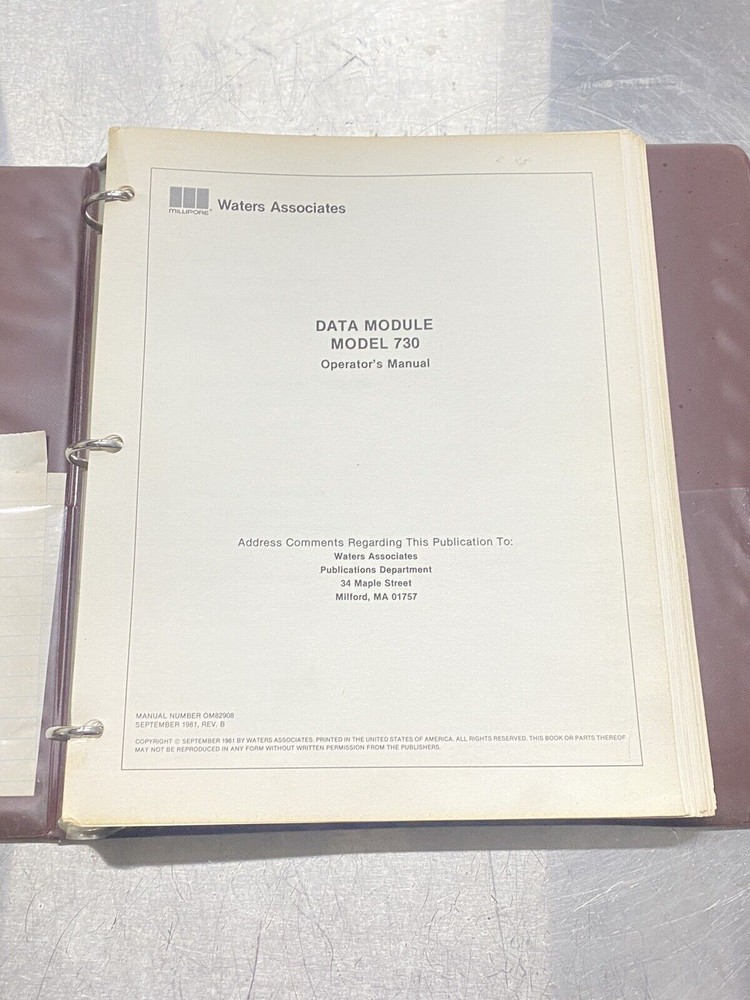 MILLIPORE
Waters Associates
DATA MODULE
MODEL 730
Operator's Manual
Address Comments Regarding This Publication To:
Waters Associates
Publications Department
34 Maple Street
Milford, MA 01757
MANUAL NUMBER OM82908
SEPTEMBER 1981, REV. B
COPYRIGHT © SEPTEMBER 1981 BY WATERS ASSOCIATES. PRINTED IN THE UNITED STATES OF AMERICA. ALL RIGHTS RESERVED. THIS BOOK OR PARTS THEREOF
MAY NOT BE REPRODUCED IN ANY FORM WITHOUT WRITTEN PERMISSION FROM THE PUBLISHERS.